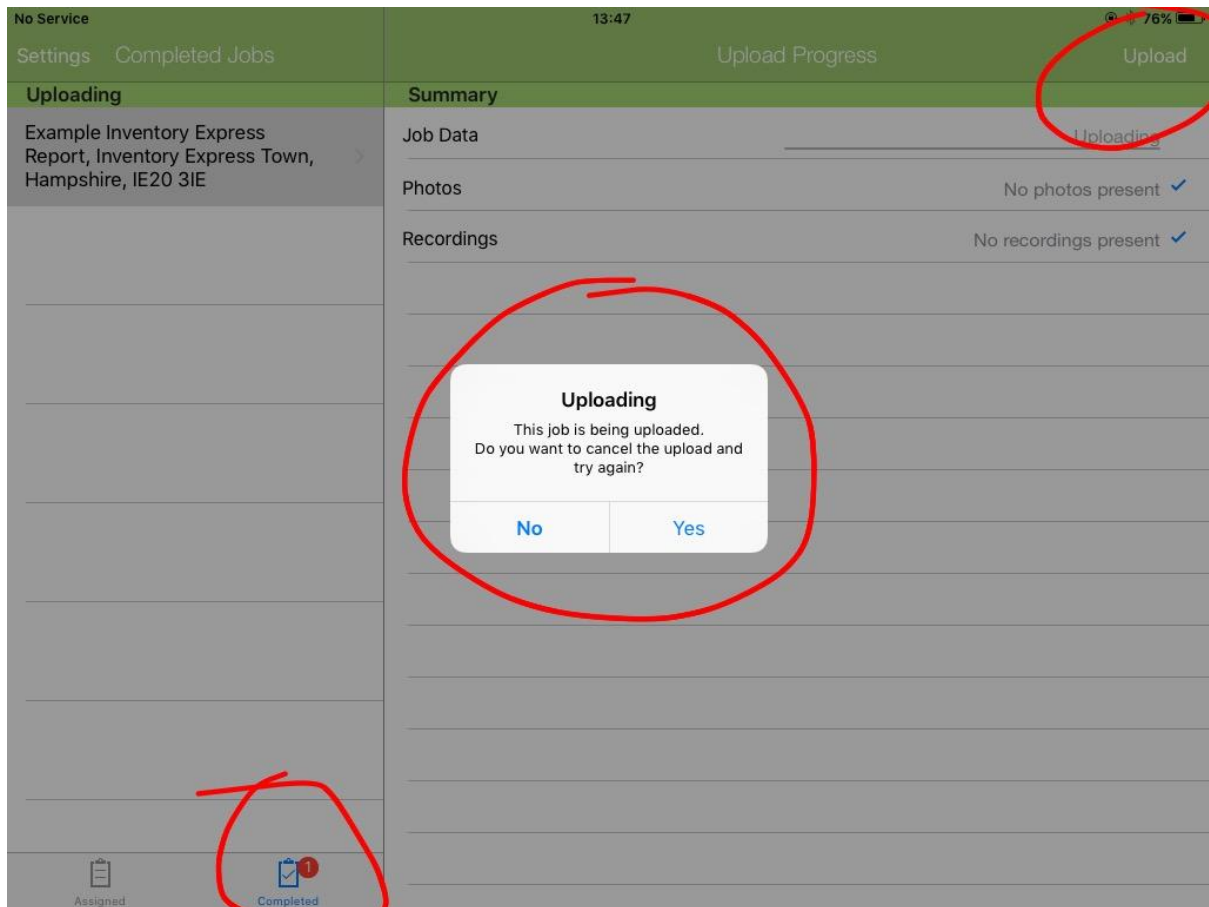 No Service
13:47
76%
Settings
Completed Jobs
Upload Progress
Upload
Uploading
Example Inventory Express
Report, Inventory Express Town,
Hampshire, IE20 3IE
Summary
Job Data
Uploading
Photos
No photos present
Recordings
No recordings present
Uploading
This job is being uploaded.
Do you want to cancel the upload and
try again?
No
Yes
Assigned
1
Completed